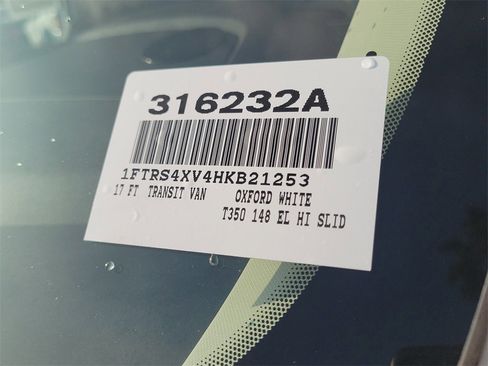 316232A
1FTRS4XV4HKB21253
17 FT TRANSIT VAN OXFORD WHITE
T350 148 EL HI SLID